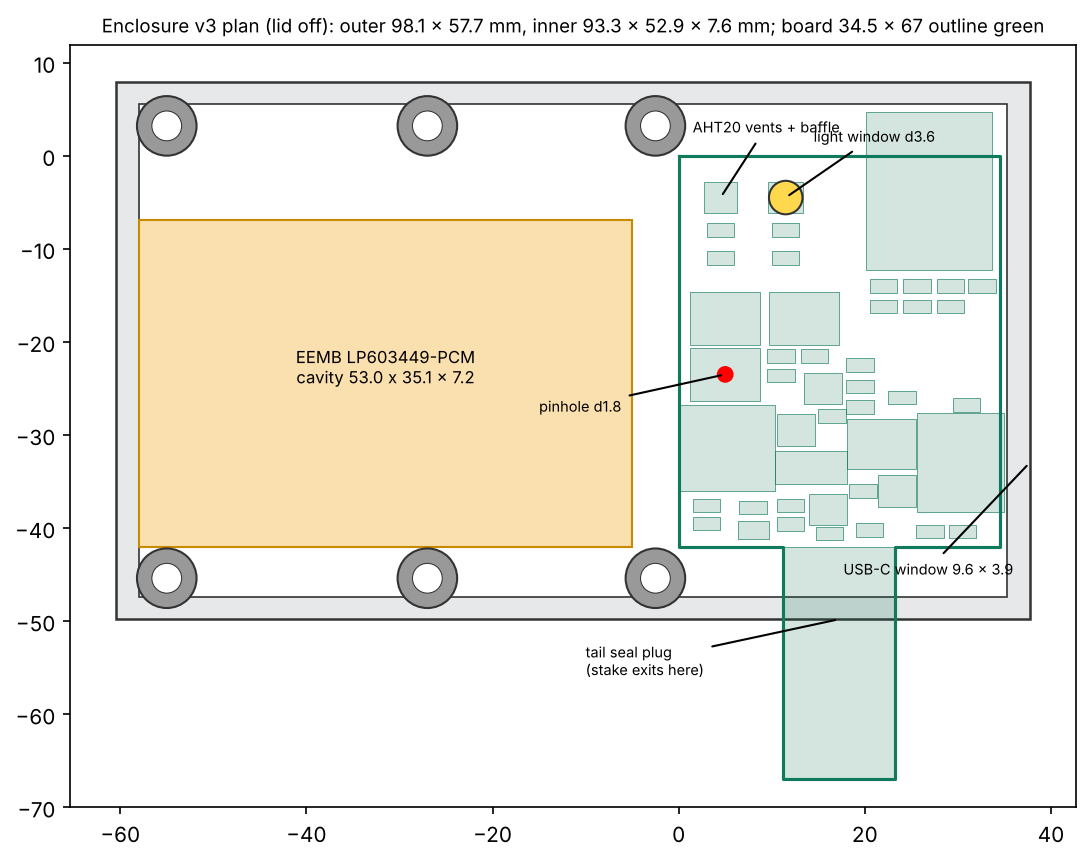 Enclosure v3 plan (lid off): outer 98.1 × 57.7 mm, inner 93.3 × 52.9 × 7.6 mm; board 34.5 × 67 outline green
10
0
−10
−20
−30
−40
−50
−60
−70
AHT20 vents + baffle
light window d3.6
EEMB LP603449-PCM
cavity 53.0 x 35.1 × 7.2
pinhole d1.8
USB-C window 9.6 × 3.9
tail seal plug
(stake exits here)
−60
−40
−20
0
20
40